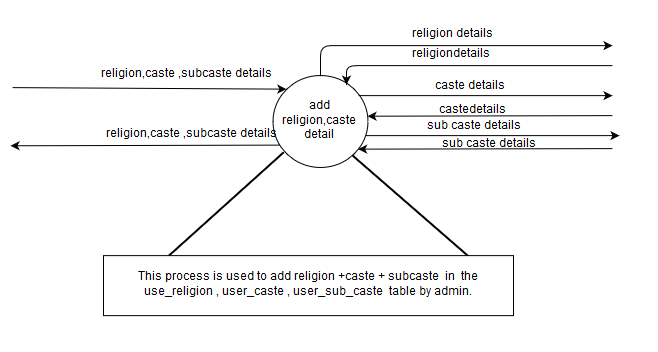 religion details
religiondetails
religion,caste ,subcaste details
caste details
add
religion,caste
detail
castedetails
sub caste details
religion,caste ,subcaste details
sub caste details
This process is used to add religion +caste + subcaste in the
use_religion , user_caste , user_sub_caste table by admin.